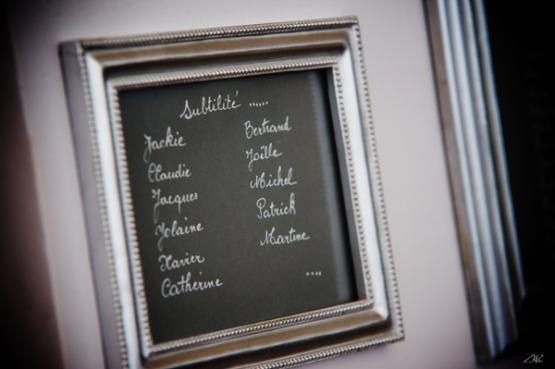 Subtilité ......
Jackie
Claudie
Jacques
Yolaine
Xavier
Catherine
Bertrand
Joëlle
Michel
Patrick
Martine
....